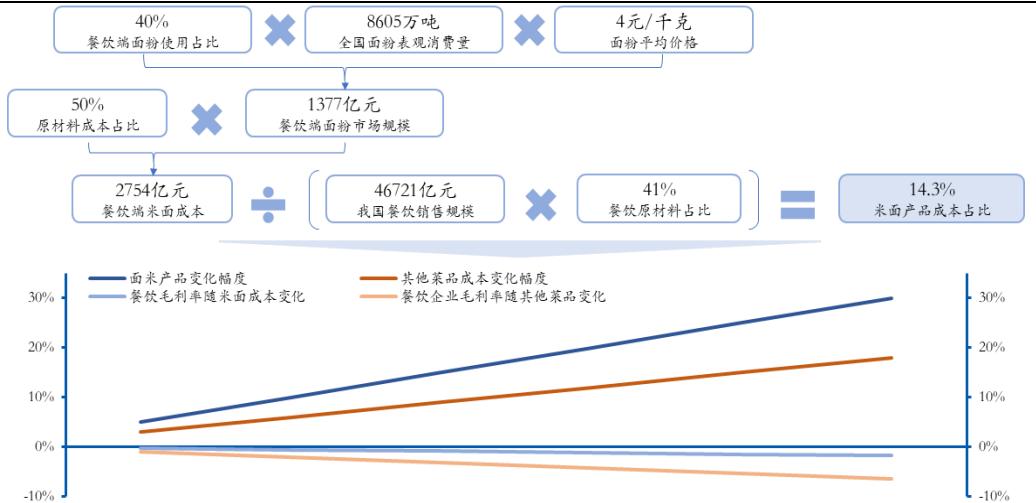 40%
餐饮端面粉使用占比
8605万吨
全国面粉表观消费量
4元/千克
面粉平均价格
50%
原材料成本占比
1377亿元
餐饮端面粉市场规模
2754亿元
餐饮端米面成本
46721亿元
我国餐饮销售规模
41%
餐饮原材料占比
14.3%
米面产品成本占比
面米产品变化幅度
其他菜品成本变化幅度
餐饮毛利率随米面成本变化
餐饮企业毛利率随其他菜品变化
30%
20%
10%
0%
-10%
30%
20%
10%
0%
-10%